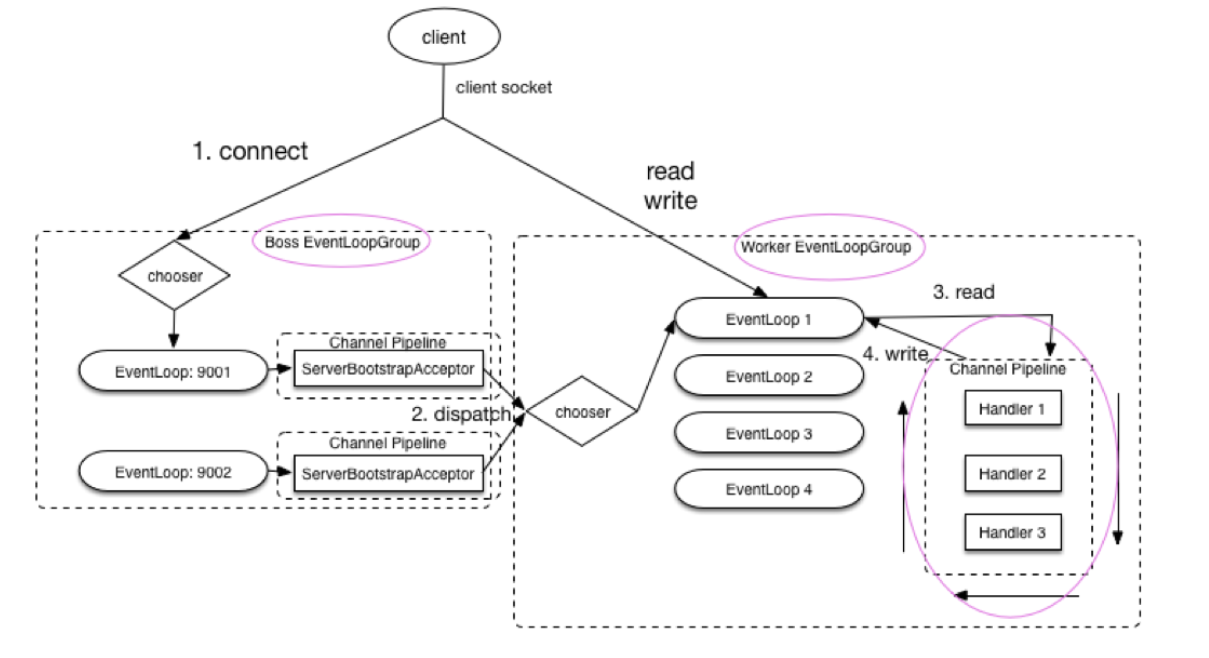 client
client socket
1. connect
read
write
Boss EventLoopGroup
chooser
EventLoop: 9001
Channel Pipeline
ServerBootstrapAcceptor
2. dispatch
EventLoop: 9002
Channel Pipeline
ServerBootstrapAcceptor
Worker EventLoopGroup
chooser
EventLoop 1
EventLoop 2
EventLoop 3
EventLoop 4
3. read
4. write
Channel Pipeline
Handler 1
Handler 2
Handler 3